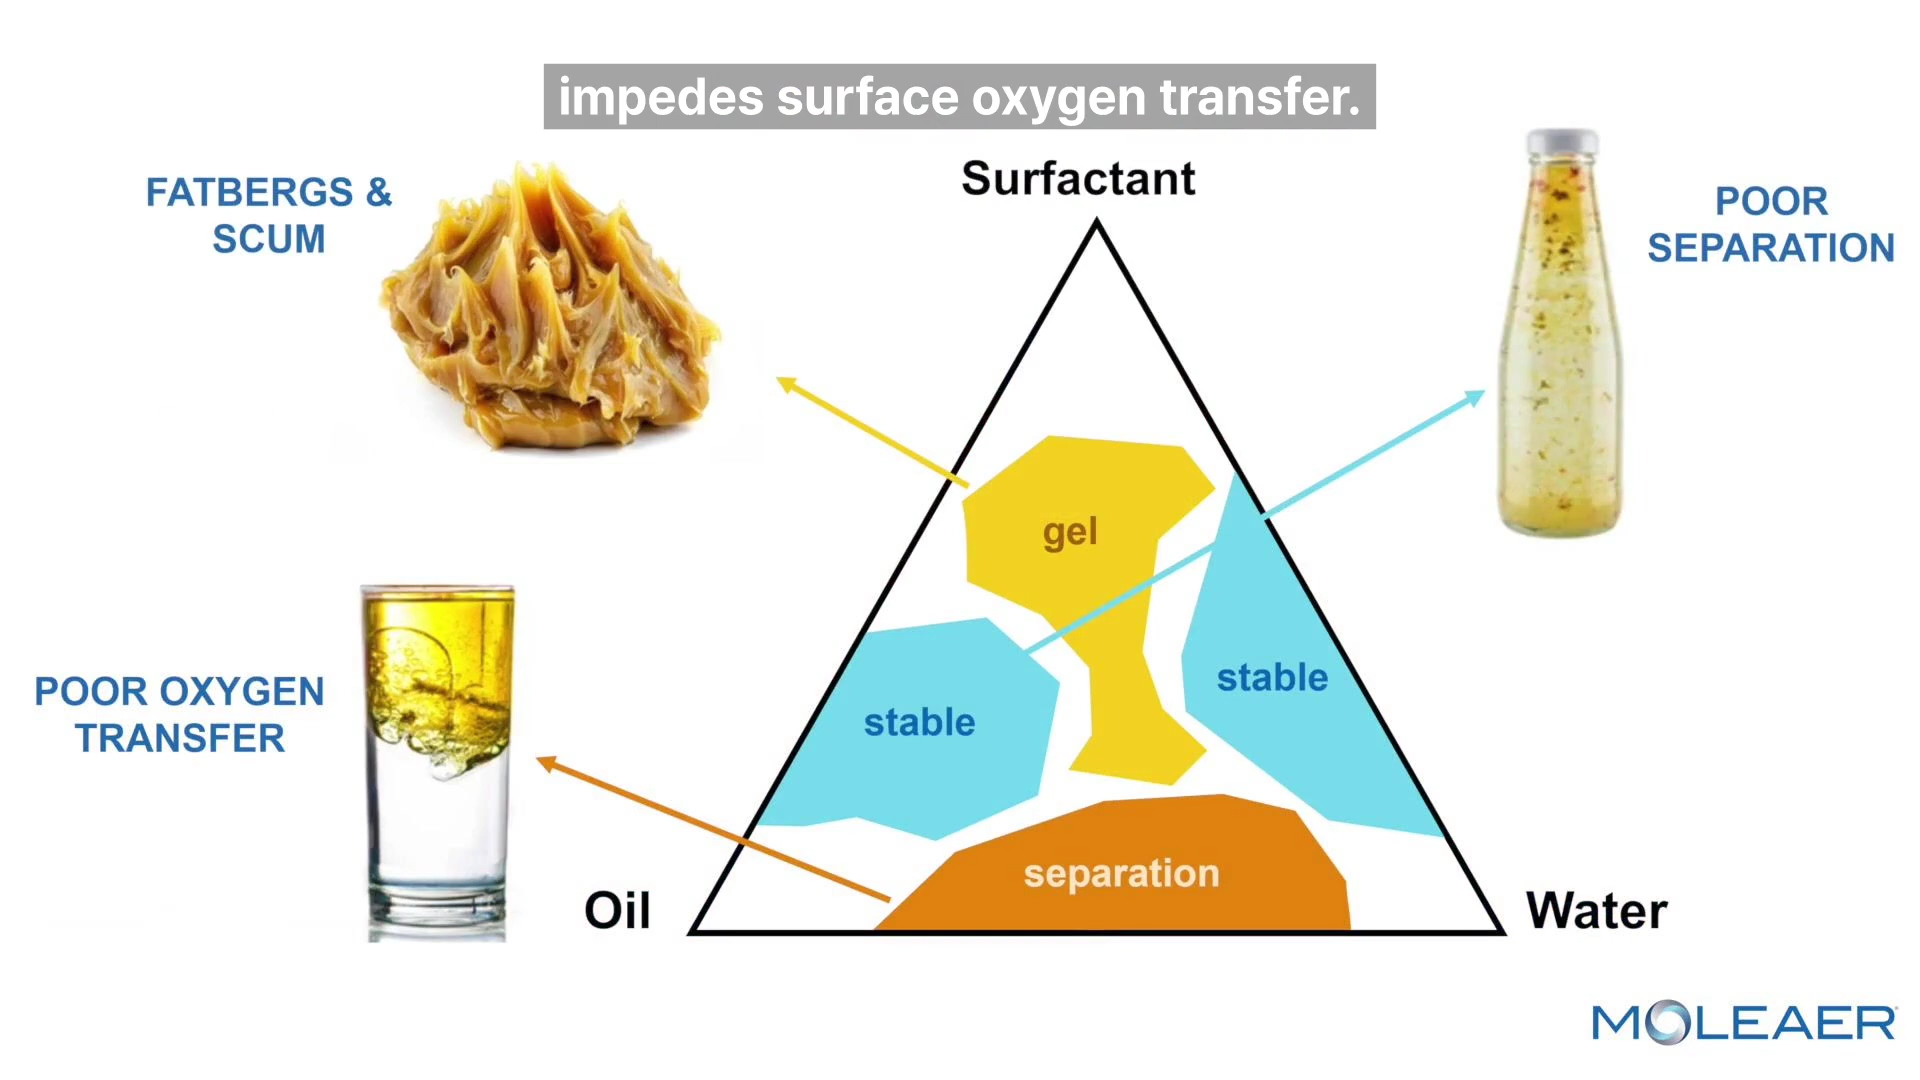 impedes surface oxygen transfer.
Surfactant
FATBERGS &
SCUM
POOR
SEPARATION
gel
stable
stable
POOR OXYGEN
TRANSFER
separation
Oil
Water
MOLEAER